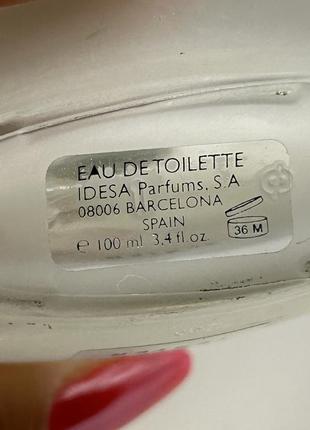 EAU DE TOILETTE
IDESA Parfums, S.A
08006 BARCELONA
SPAIN
℮ 100 ml 3.4 fl.oz.
36 M